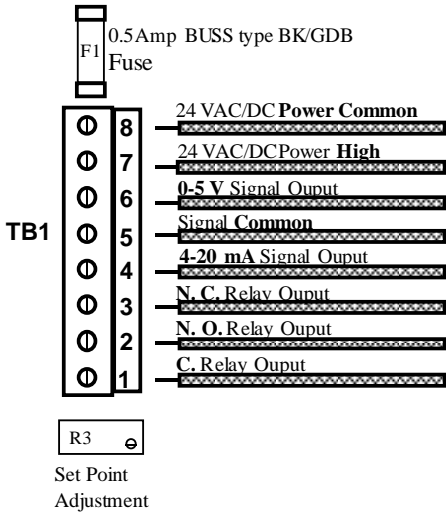 F1
0.5Amp BUSS type BK/GDB
Fuse
TB1
8 24 VAC/DC Power Common
7 24 VAC/DCPower High
6 0-5 V Signal Ouput
5 Signal Common
4 4-20 mA Signal Ouput
3 N. C. Relay Ouput
2 N. O. Relay Ouput
1 C. Relay Ouput
R3
Set Point
Adjustment